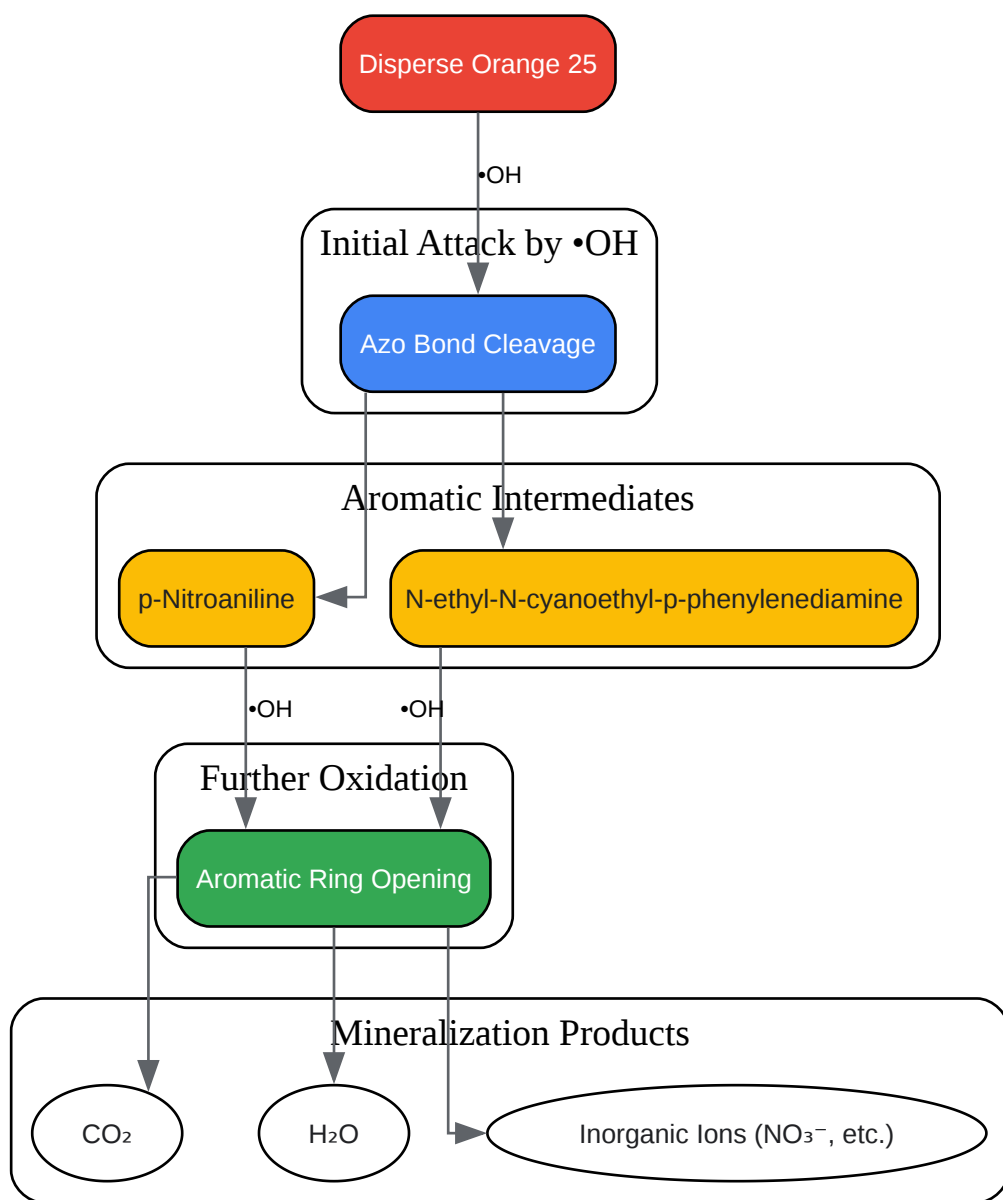 Disperse Orange 25
•OH
Initial Attack by •OH
Azo Bond Cleavage
Aromatic Intermediates
p-Nitroaniline
N-ethyl-N-cyanoethyl-p-phenylenediamine
•OH
•OH
Further Oxidation
Aromatic Ring Opening
Mineralization Products
CO₂
H₂O
Inorganic Ions (NO₃⁻, etc.)